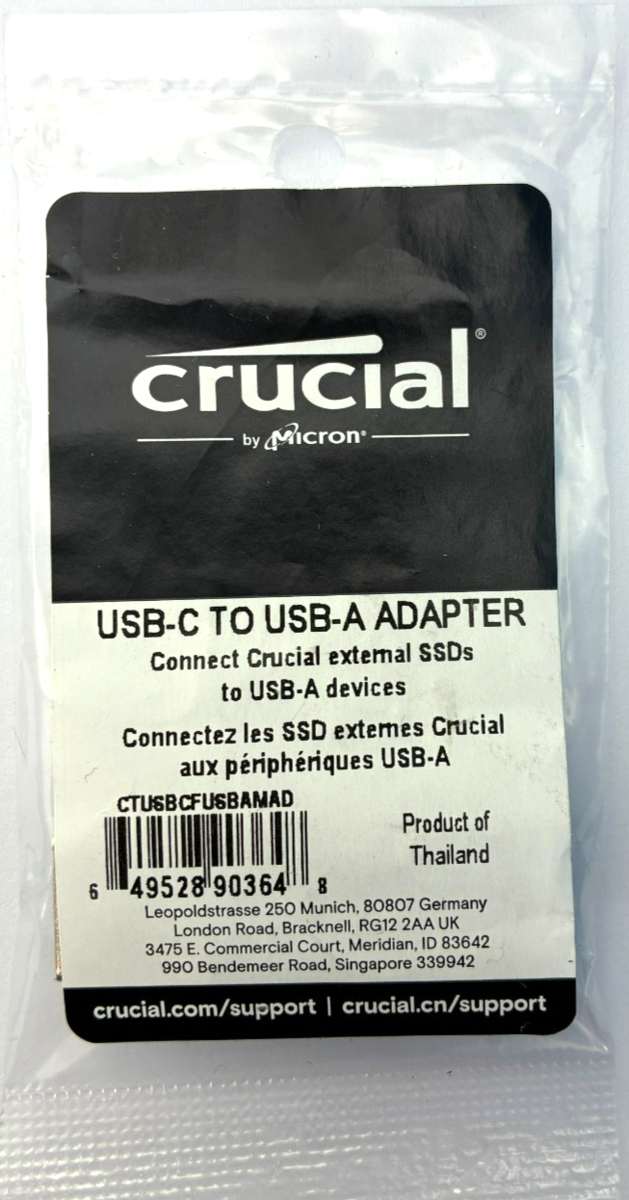 crucial®
by Micron®
USB-C TO USB-A ADAPTER
Connect Crucial external SSDs
to USB-A devices
Connectez les SSD externes Crucial
aux périphériques USB-A
CTUSBCFUSBAMAD
Product of
Thailand
6 49528 90364 8
Leopoldstrasse 250 Munich, 80807 Germany
London Road, Bracknell, RG12 2AA UK
3475 E. Commercial Court, Meridian, ID 83642
990 Bendemeer Road, Singapore 339942
crucial.com/support | crucial.cn/support